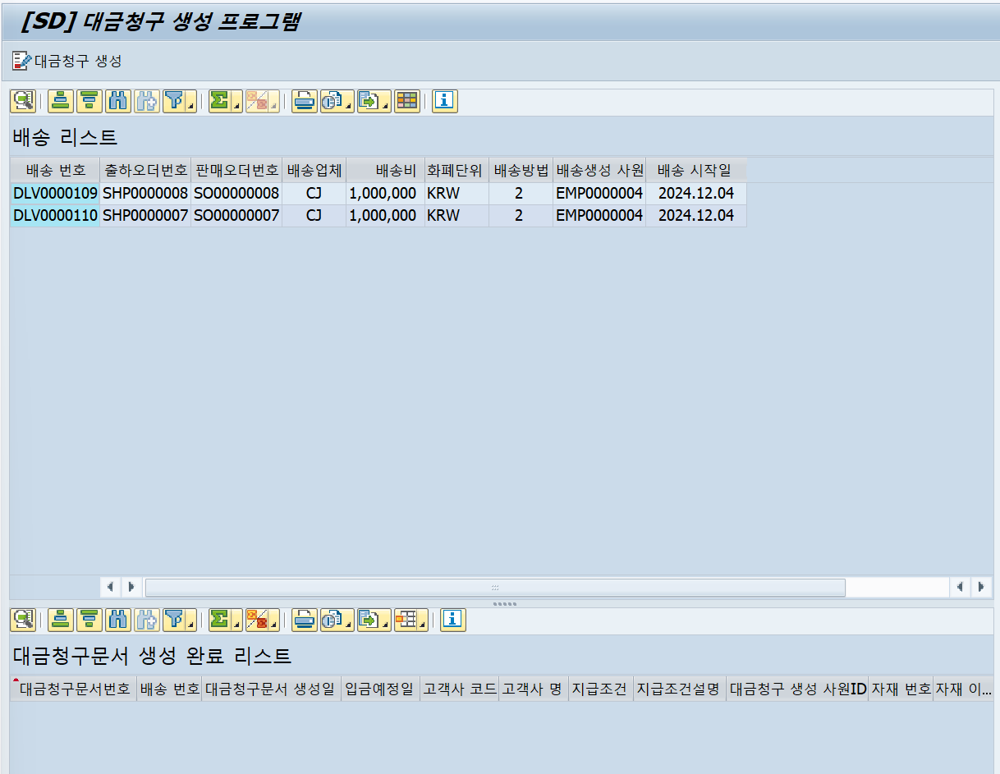 [SD] 대금청구 생성 프로그램
대금청구 생성
배송 리스트
배송 번호 출하오더번호 판매오더번호 배송업체 배송비 화폐단위 배송방법 배송생성 사원 배송 시작일
DLV0000109 SHP0000008 SO00000008 CJ 1,000,000 KRW 2 EMP0000004 2024.12.04
DLV0000110 SHP0000007 SO00000007 CJ 1,000,000 KRW 2 EMP0000004 2024.12.04
대금청구문서 생성 완료 리스트
대금청구문서번호 배송 번호 대금청구문서 생성일 입금예정일 고객사 코드 고객사 명 지급조건 지급조건설명 대금청구 생성 사원ID 자재 번호 자재 이...